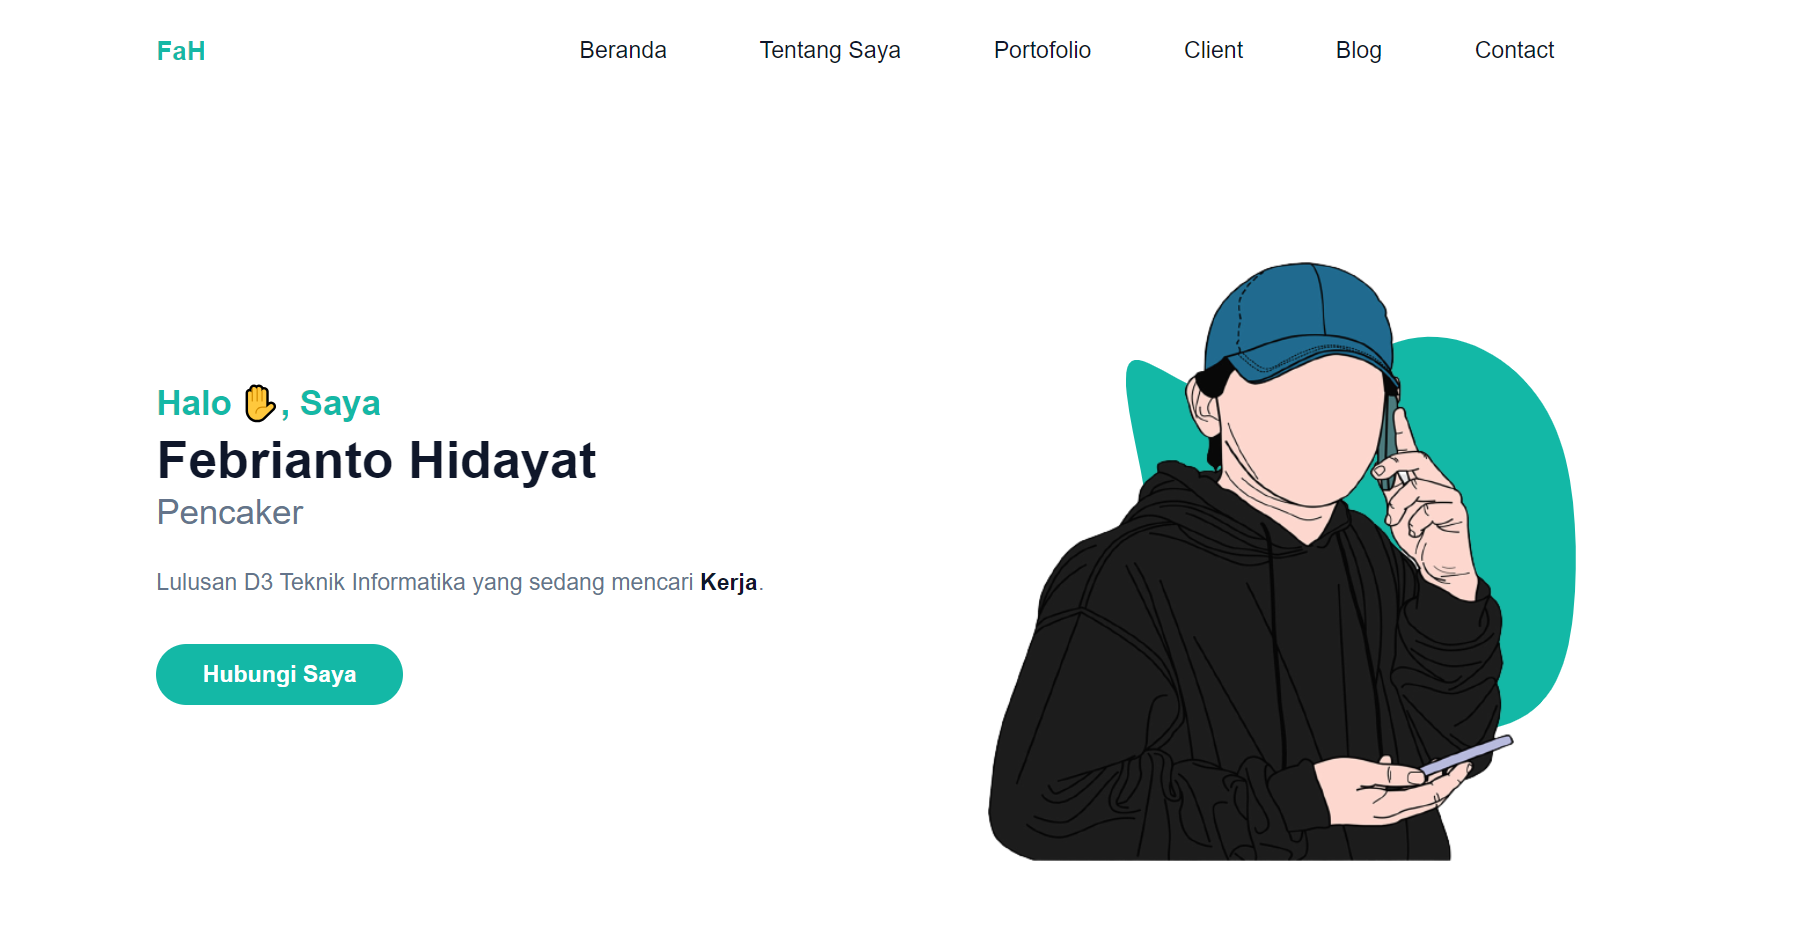 FaH
Beranda Tentang Saya Portofolio Client Blog Contact
Halo ✋, Saya
Febrianto Hidayat
Pencaker
Lulusan D3 Teknik Informatika yang sedang mencari Kerja.
Hubungi Saya